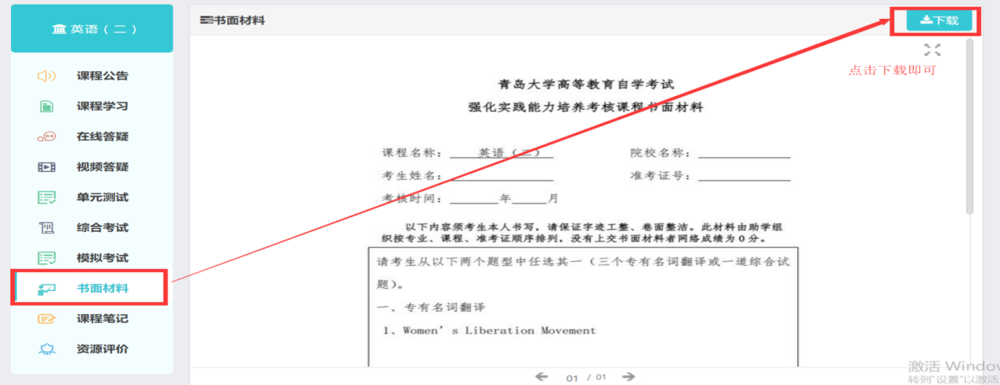 英语（二）
课程公告
课程学习
在线答疑
视频答疑
单元测试
综合考试
模拟考试
书面材料
课程笔记
资源评价
书面材料
下载
点击下载即可
青岛大学高等教育自学考试
强化实践能力培养考核课程书面材料
课程名称：英语（二） 院校名称：
考生姓名： 准考证号：
考核时间： 年 月
以下内容须考生本人书写，请保证字迹工整、卷面整洁。此材料由助学组
织按专业、课程、准考证顺序排列，没有上交书面材料者网络成绩为0分。
请考生从以下两个题型中任选其一（三个专有名词翻译或一道综合试
题）。
一、专有名词翻译
1、Women’s Liberation Movement
01 / 01
激活 Window
转到"设置"以激活